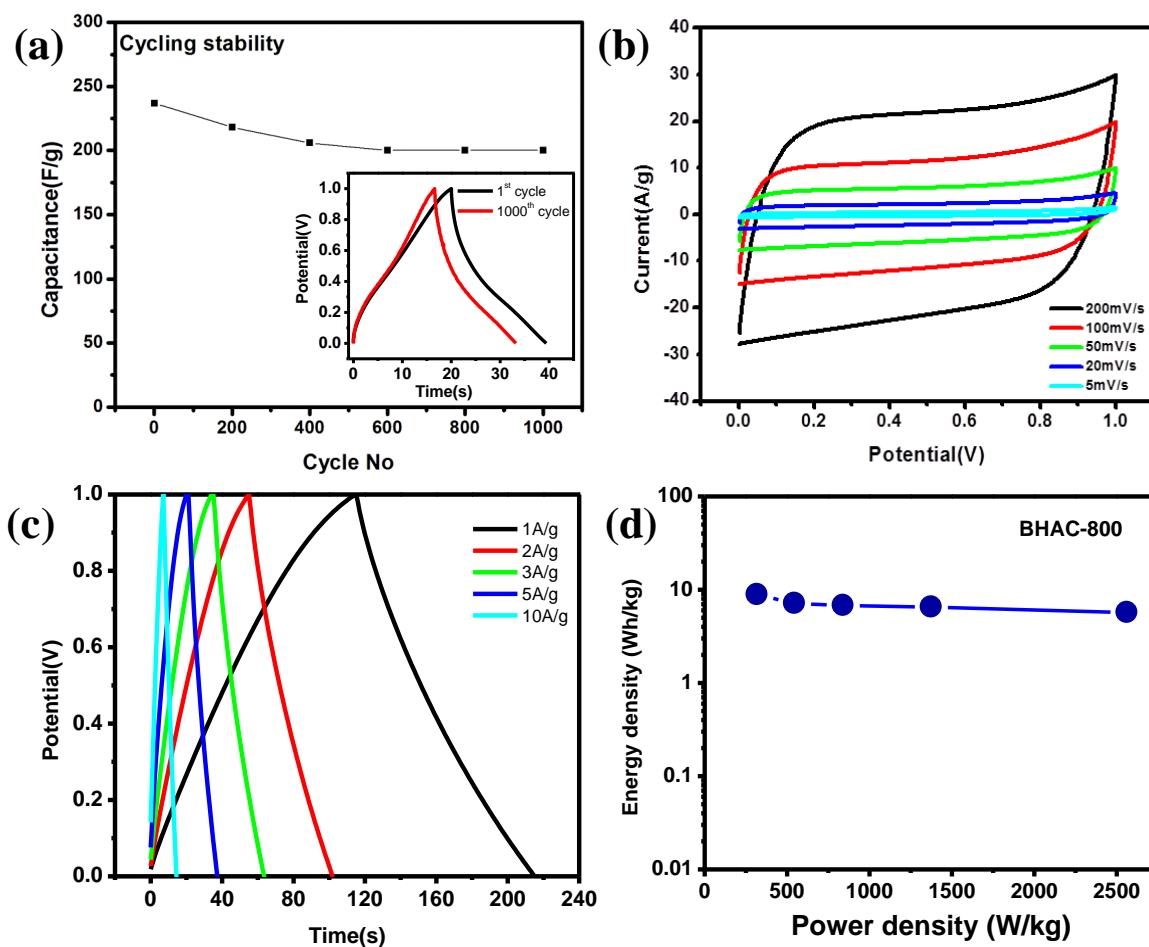 (a)
Cycling stability
Capacitance(F/g)
300
250
200
150
100
50
0
0 200 400 600 800 1000
Cycle No
1st cycle
1000th cycle
Potential(V)
1.0
0.8
0.6
0.4
0.2
0.0
0 10 20 30 40
Time(s)
(b)
Current(A/g)
40
30
20
10
0
-10
-20
-30
-40
200mV/s
100mV/s
50mV/s
20mV/s
5mV/s
0.0 0.2 0.4 0.6 0.8 1.0
Potential(V)
(c)
Potential(V)
1.0
0.8
0.6
0.4
0.2
0.0
1A/g
2A/g
3A/g
5A/g
10A/g
0 40 80 120 160 200 240
Time(s)
(d)
BHAC-800
Energy density (Wh/kg)
100
10
1
0.1
0.01
0 500 1000 1500 2000 2500
Power density (W/kg)